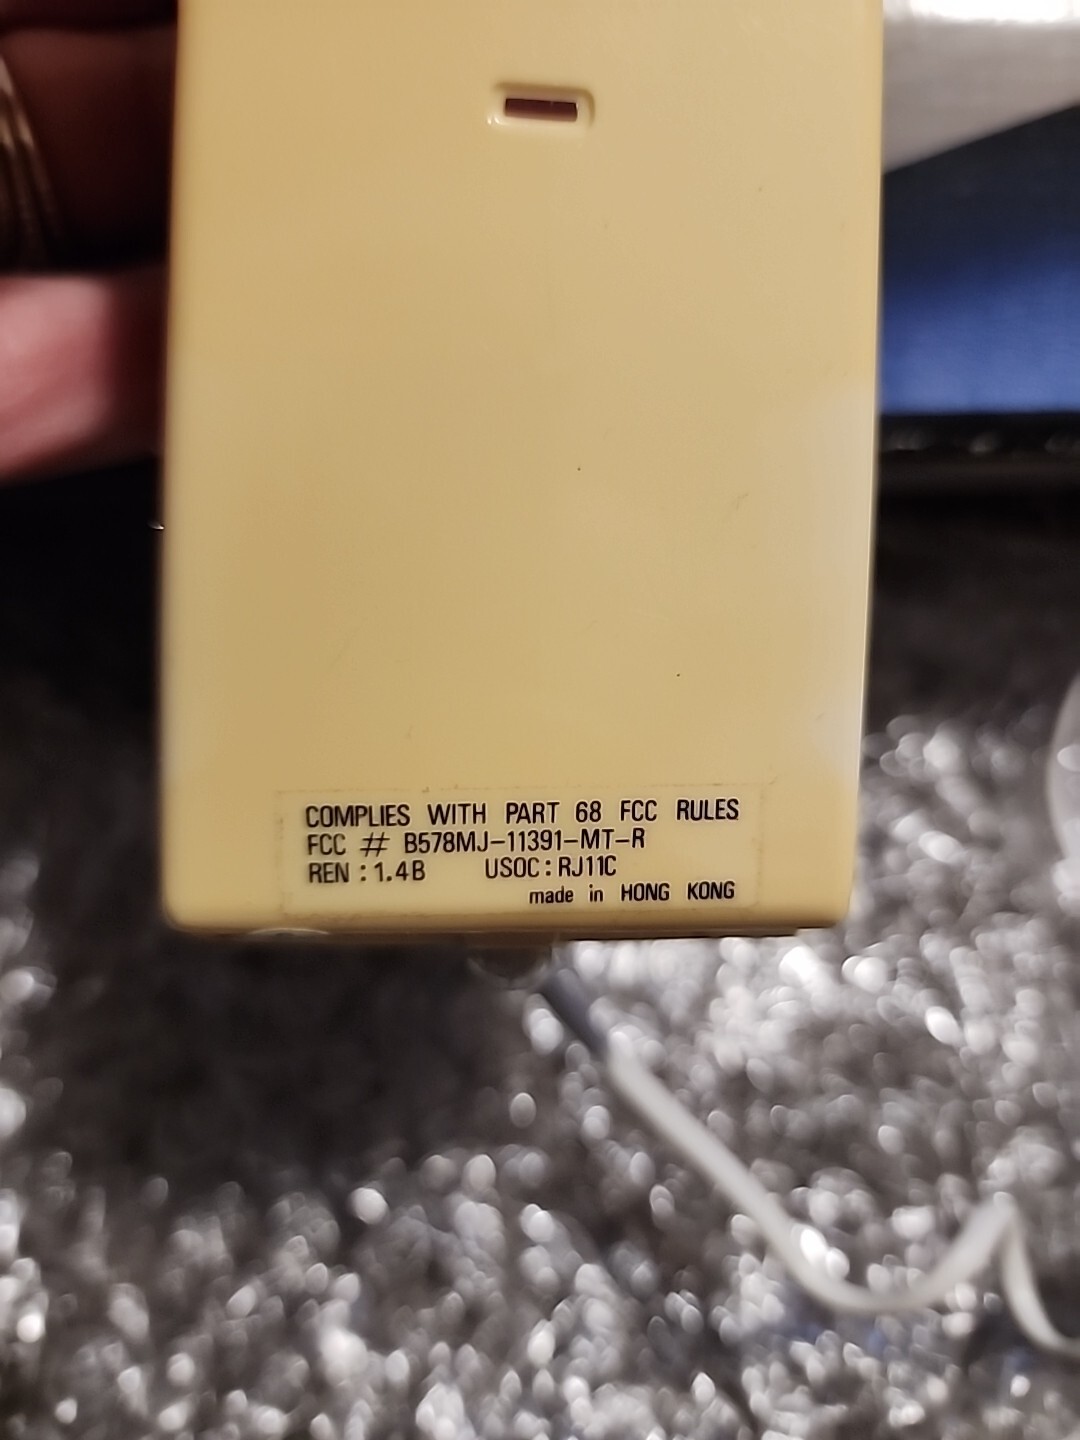 COMPLIES WITH PART 68 FCC RULES
FCC # B578MJ-11391-MT-R
REN : 1.4B USOC : RJ11C
made in HONG KONG